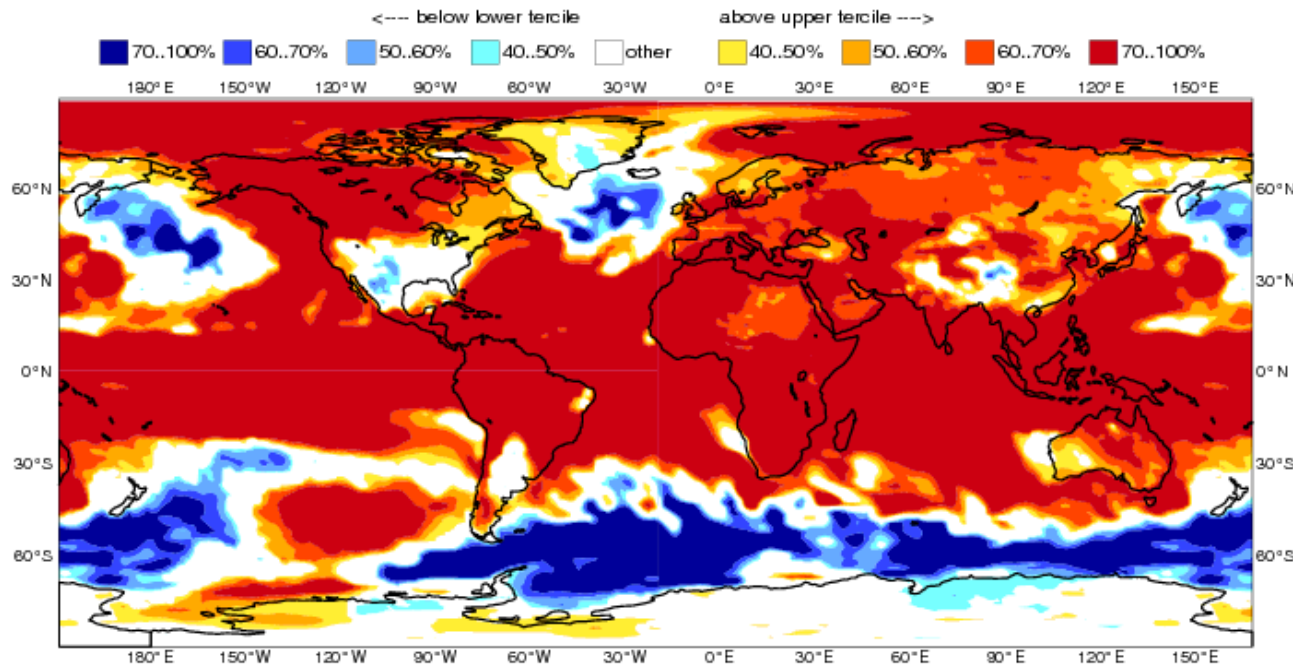 <---- below lower tercile above upper tercile ---->
70..100% 60..70% 50..60% 40..50% other 40..50% 50..60% 60..70% 70..100%
180°E 150°W 120°W 90°W 60°W 30°W 0°E 30°E 60°E 90°E 120°E 150°E
60°N 60°N
30°N 30°N
0°N 0°N
30°S 30°S
60°S 60°S
180°E 150°W 120°W 90°W 60°W 30°W 0°E 30°E 60°E 90°E 120°E 150°E